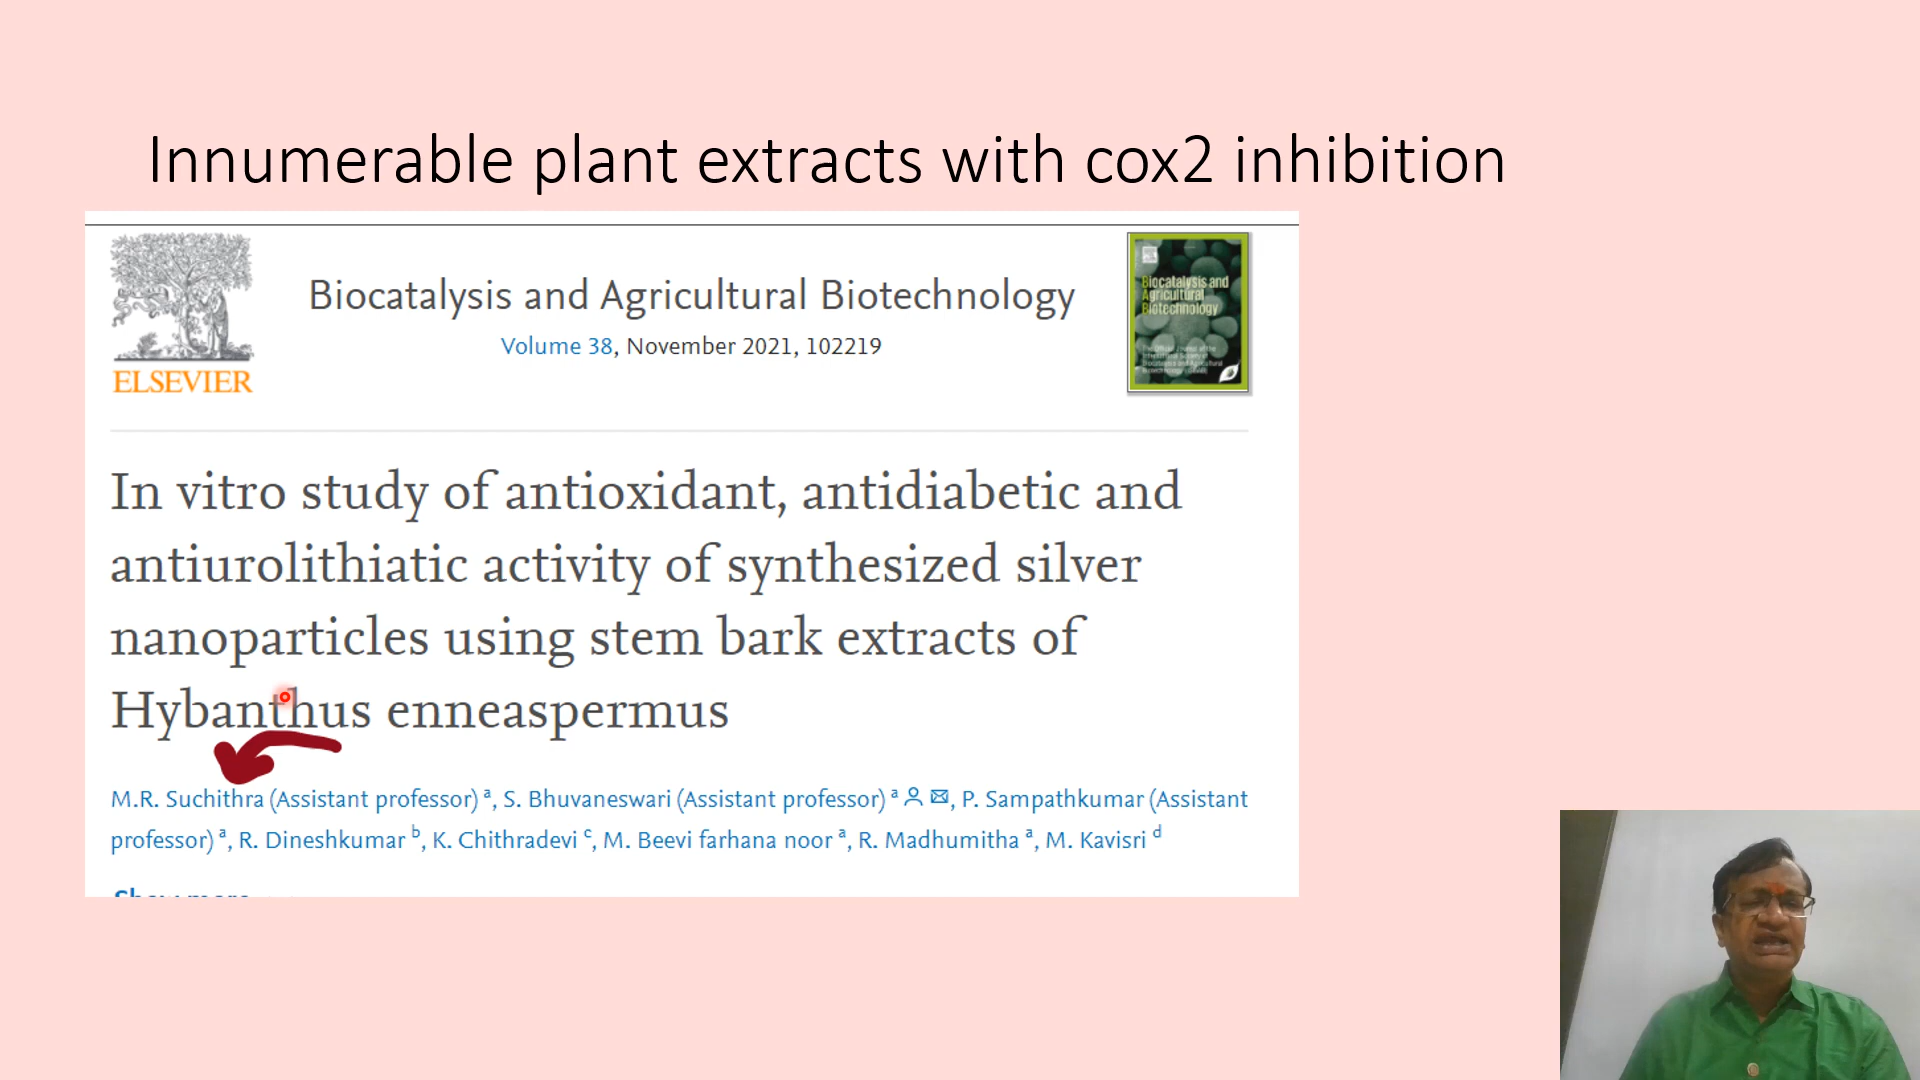 Innumerable plant extracts with cox2 inhibition
ELSEVIER
Biocatalysis and Agricultural Biotechnology
Volume 38, November 2021, 102219
Biocatalysis and
Agricultural
Biotechnology
In vitro study of antioxidant, antidiabetic and
antiurolithiatic activity of synthesized silver
nanoparticles using stem bark extracts of
Hybanthus enneaspermus
M.R. Suchithra (Assistant professor) a, S. Bhuvaneswari (Assistant professor) a, P. Sampathkumar (Assistant
professor) a, R. Dineshkumar b, K. Chithradevi c, M. Beevi farhana noor a, R. Madhumitha a, M. Kavisri d
Show more